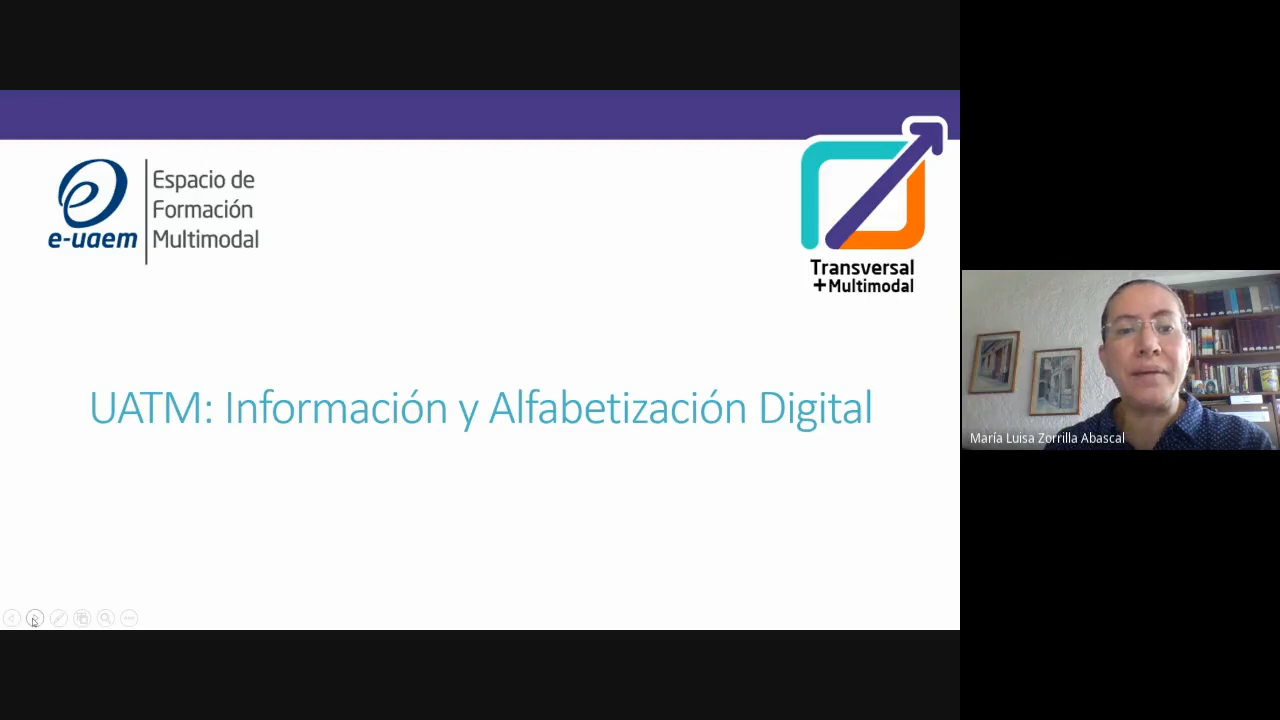 e-uaem
Espacio de
Formación
Multimodal
Transversal
+Multimodal
UATM: Información y Alfabetización Digital
María Luisa Zorrilla Abascal